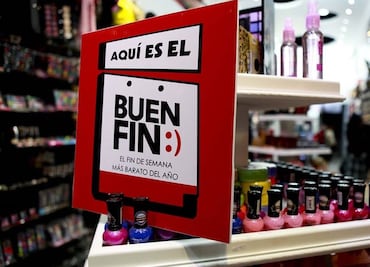 AQUÍ ES EL
BUEN
FIN:)
EL FIN DE SEMANA
MÁS BARATO DEL AÑO